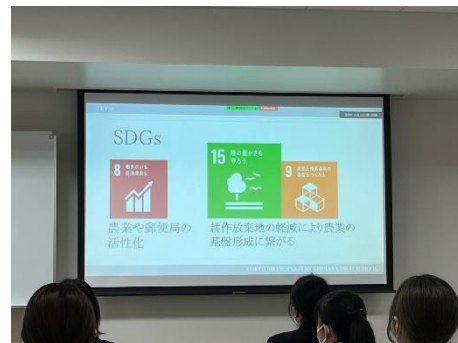 SDGs
8 働きがいも
経済成長も
15 陸の豊かさも
守ろう
9 産業と技術革新の
基盤をつくろう
農業や郵便局の
活性化
耕作放棄地の軽減により農業の
基盤形成に繋がる